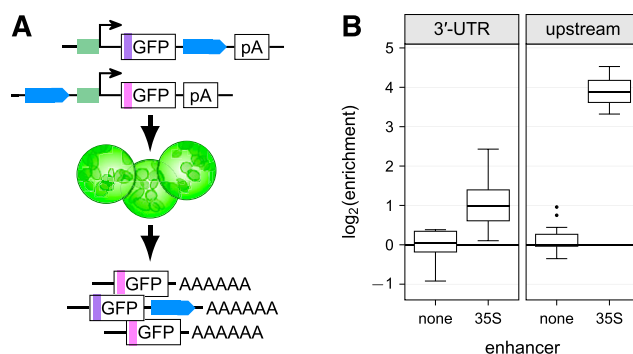 A
GFP
pA
GFP
pA
GFP
AAAAAA
GFP
AAAAAA
GFP
AAAAAA
B
3′-UTR
upstream
log2(enrichment)
5
4
3
2
1
0
−1
none
35S
none
35S
enhancer